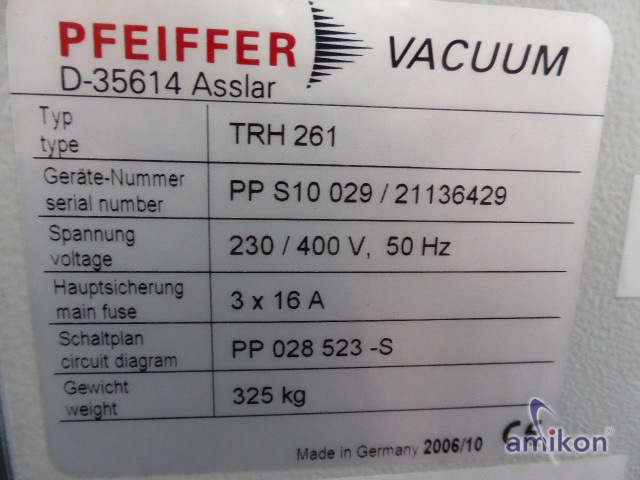 PFEIFFER VACUUM
D-35614 Asslar
Typ
type
TRH 261
Geräte-Nummer
serial number
PP S10 029 / 21136429
Spannung
voltage
230 / 400 V, 50 Hz
Hauptsicherung
main fuse
3 x 16 A
Schaltplan
circuit diagram
PP 028 523 -S
Gewicht
weight
325 kg
Made in Germany 2006/10
CE
amikon®